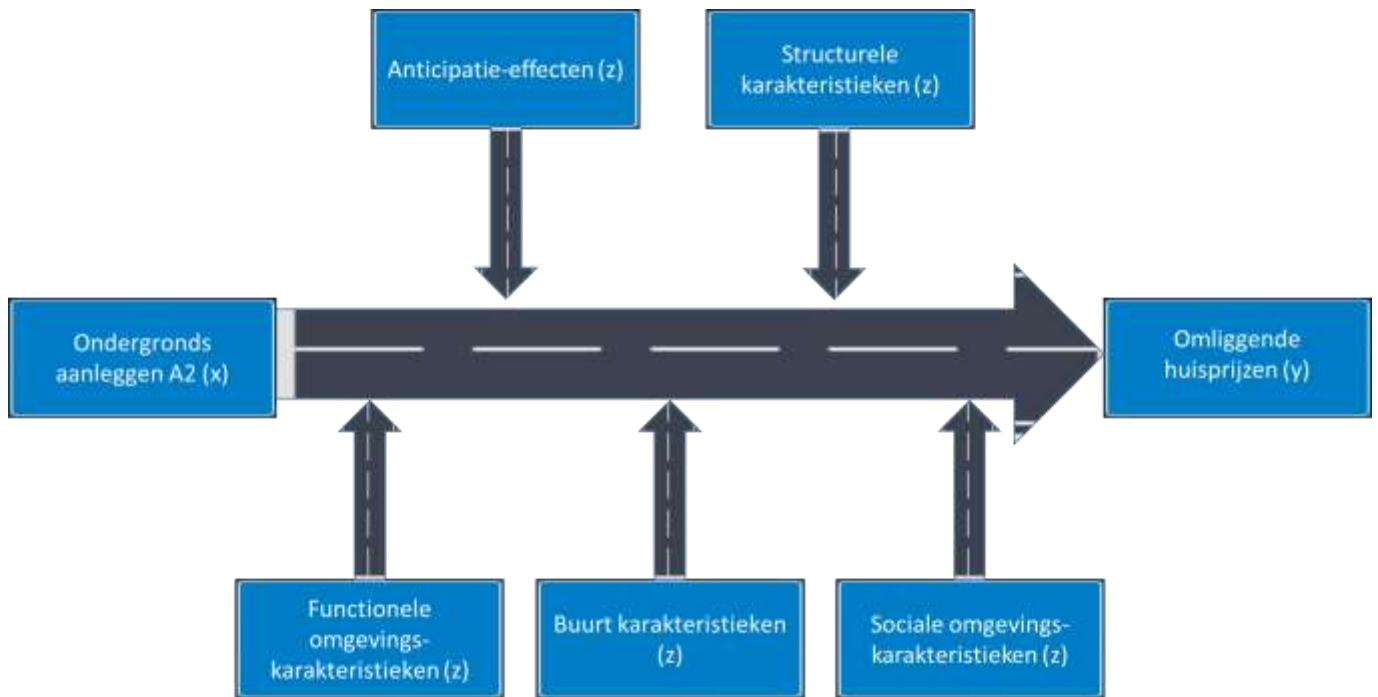 Anticipatie-effecten (z)
Structurele
karakteristieken (z)
Ondergronds
aanleggen A2 (x)
Omliggende
huisprijzen (y)
Functionele
omgevings-
karakteristieken (z)
Buurt karakteristieken
(z)
Sociale omgevings-
karakteristieken (z)